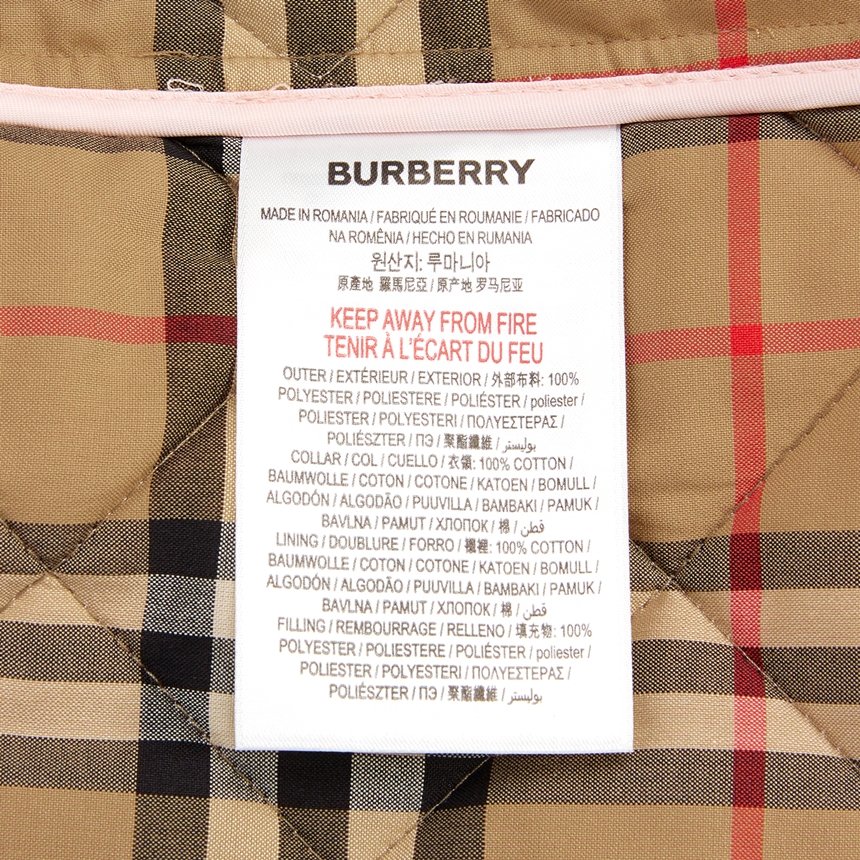 BURBERRY
MADE IN ROMANIA / FABRIQUÉ EN ROUMANIE / FABRICADO
NA ROMÊNIA / HECHO EN RUMANIA
원산지: 루마니아
原產地 羅馬尼亞 / 原产地 罗马尼亚
KEEP AWAY FROM FIRE
TENIR À L'ÉCART DU FEU
OUTER / EXTÉRIEUR / EXTERIOR / 外部布料: 100%
POLYESTER / POLIESTERE / POLIÉSTER / poliester /
POLIESTER / POLYESTERI / ΠΟΛΥΕΣΤΕΡΑΣ /
POLIÉSZTER / ПЭ / 聚酯纖維 / بوليستر
COLLAR / COL / CUELLO / 衣領: 100% COTTON /
BAUMWOLLE / COTON / COTONE / KATOEN / BOMULL /
ALGODÓN / ALGODÃO / PUUVILLA / BAMBAKI / PAMUK /
BAVLNA / PAMUT / ХЛОПОК / 棉 / قطن
LINING / DOUBLURE / FORRO / 襯裡: 100% COTTON /
BAUMWOLLE / COTON / COTONE / KATOEN / BOMULL /
ALGODÓN / ALGODÃO / PUUVILLA / BAMBAKI / PAMUK /
BAVLNA / PAMUT / ХЛОПОК / 棉 / قطن
FILLING / REMBOURRAGE / RELLENO / 填充物: 100%
POLYESTER / POLIESTERE / POLIÉSTER / poliester /
POLIESTER / POLYESTERI / ΠΟΛΥΕΣΤΕΡΑΣ /
POLIÉSZTER / ПЭ / 聚酯纖維 / بوليستر